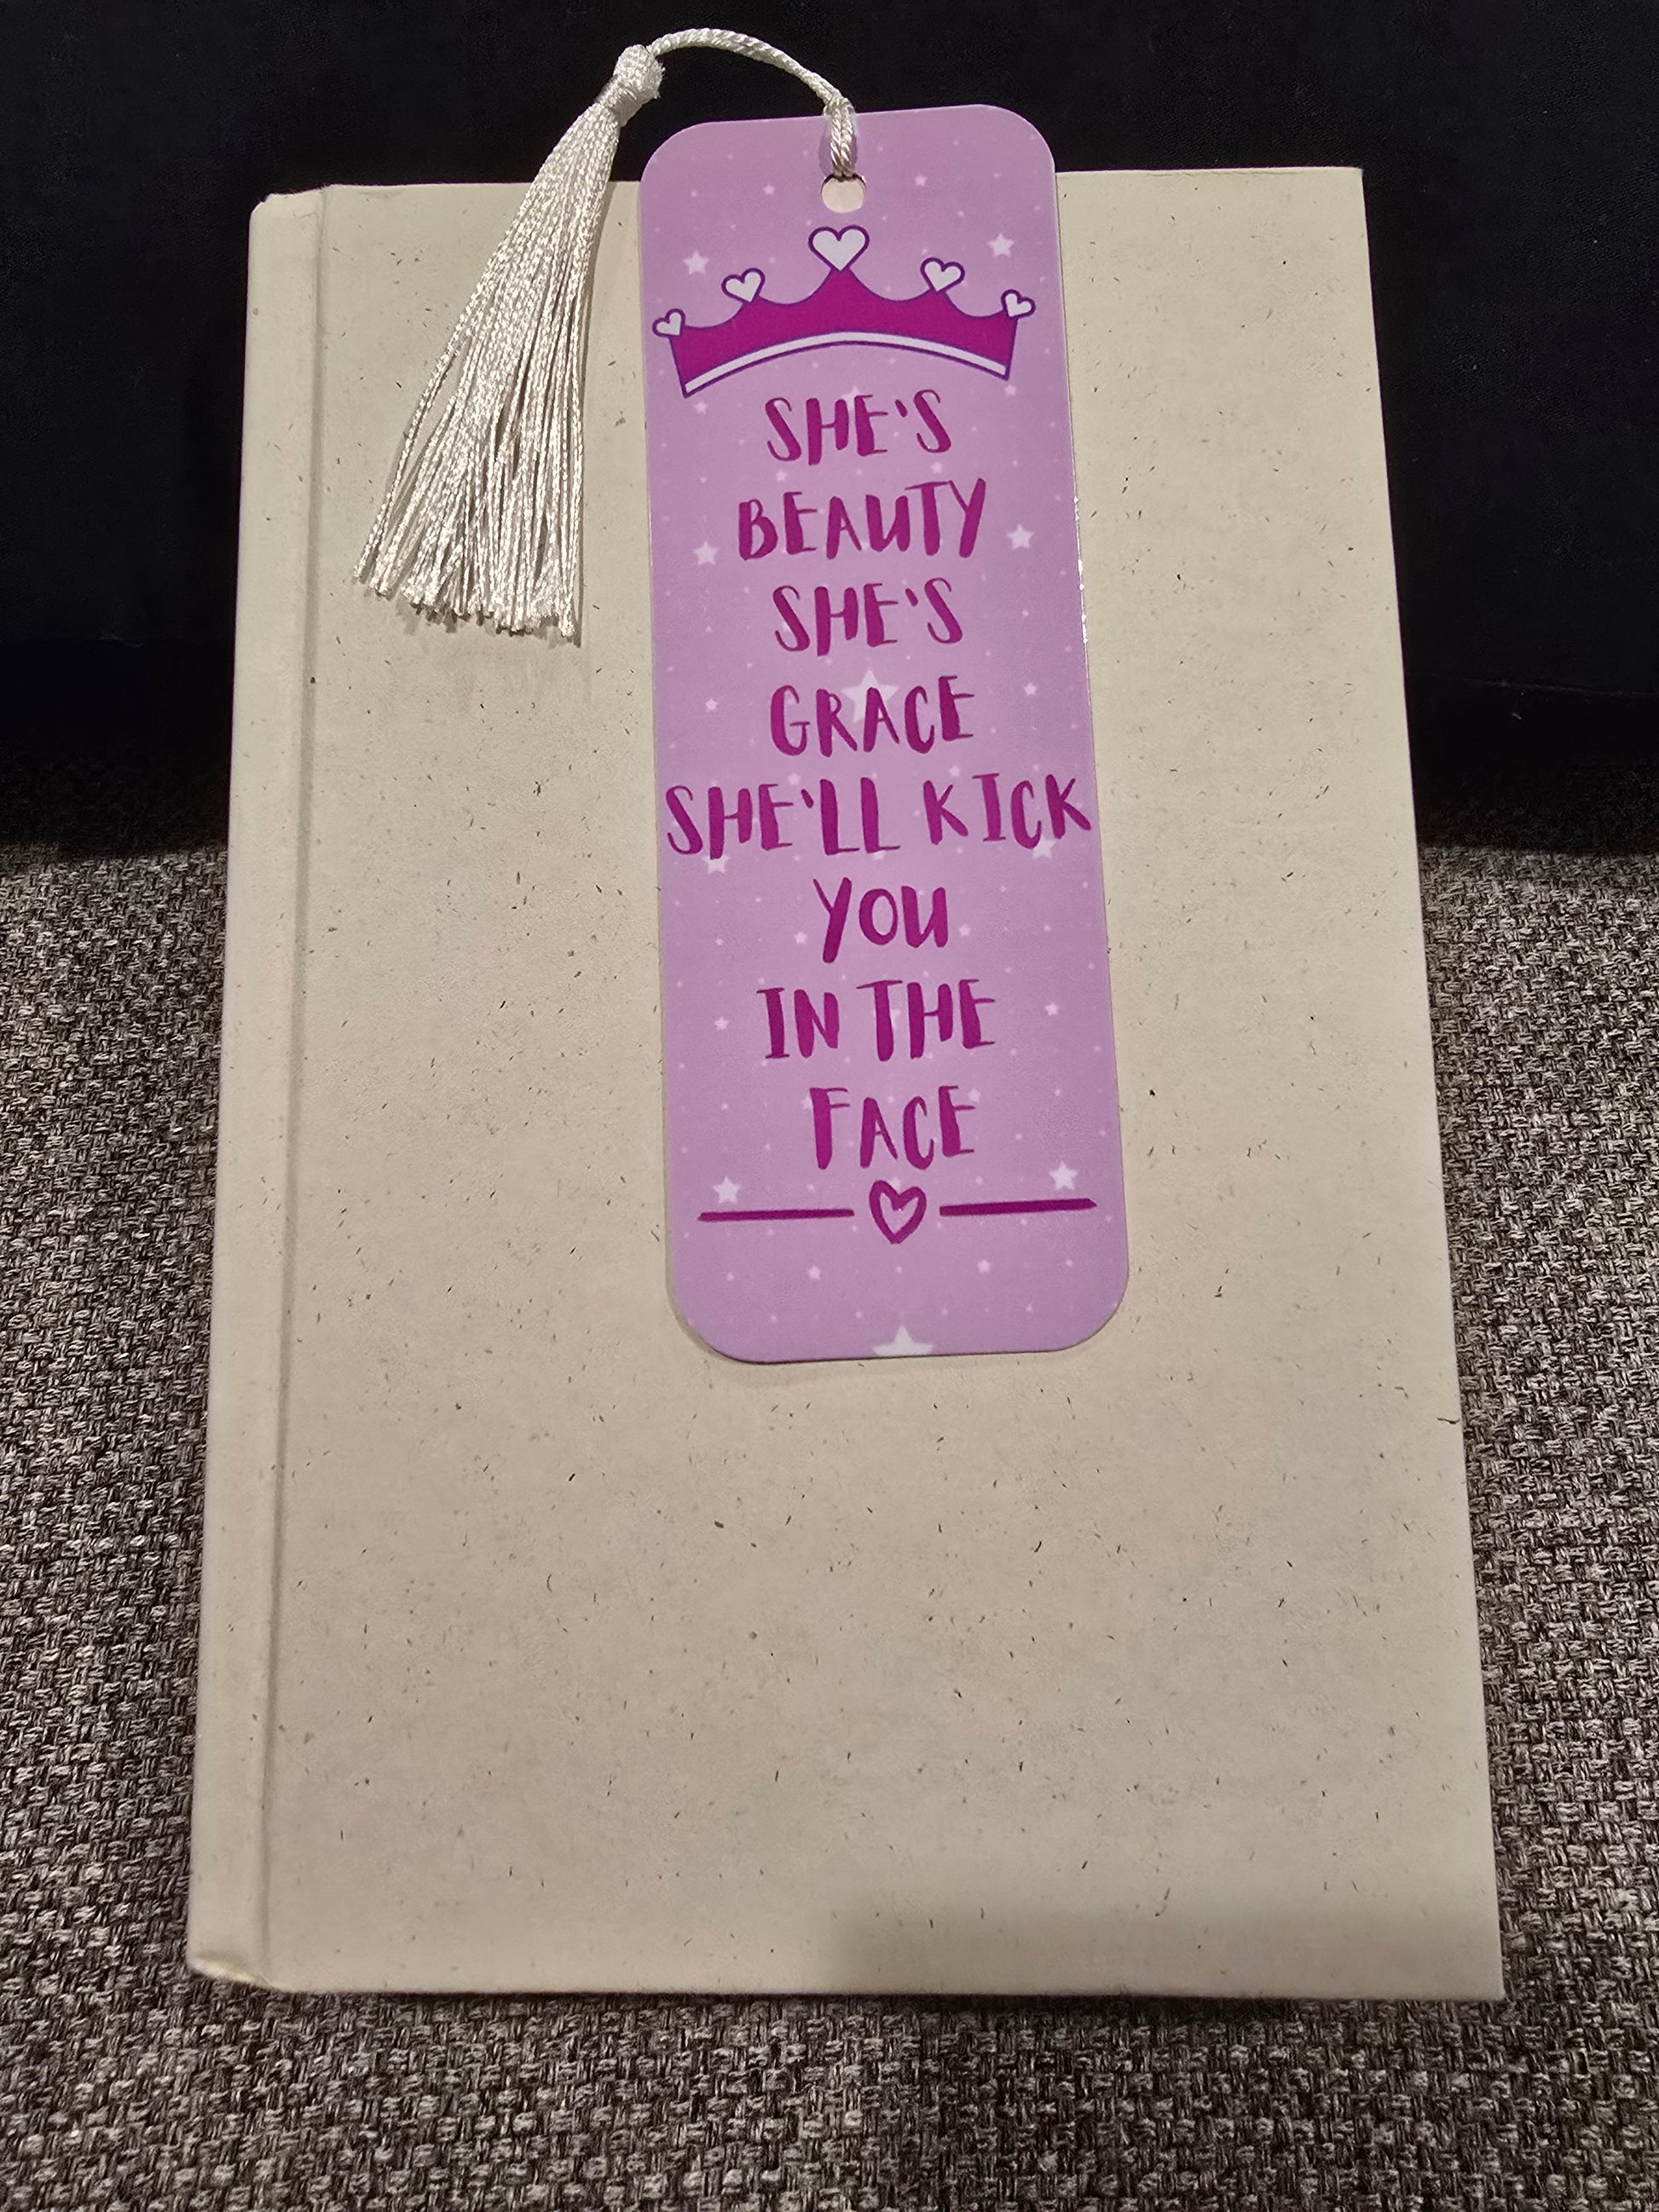 SHE'S
BEAUTY
SHE'S
GRACE
SHE'LL KICK
YOU
IN THE
FACE